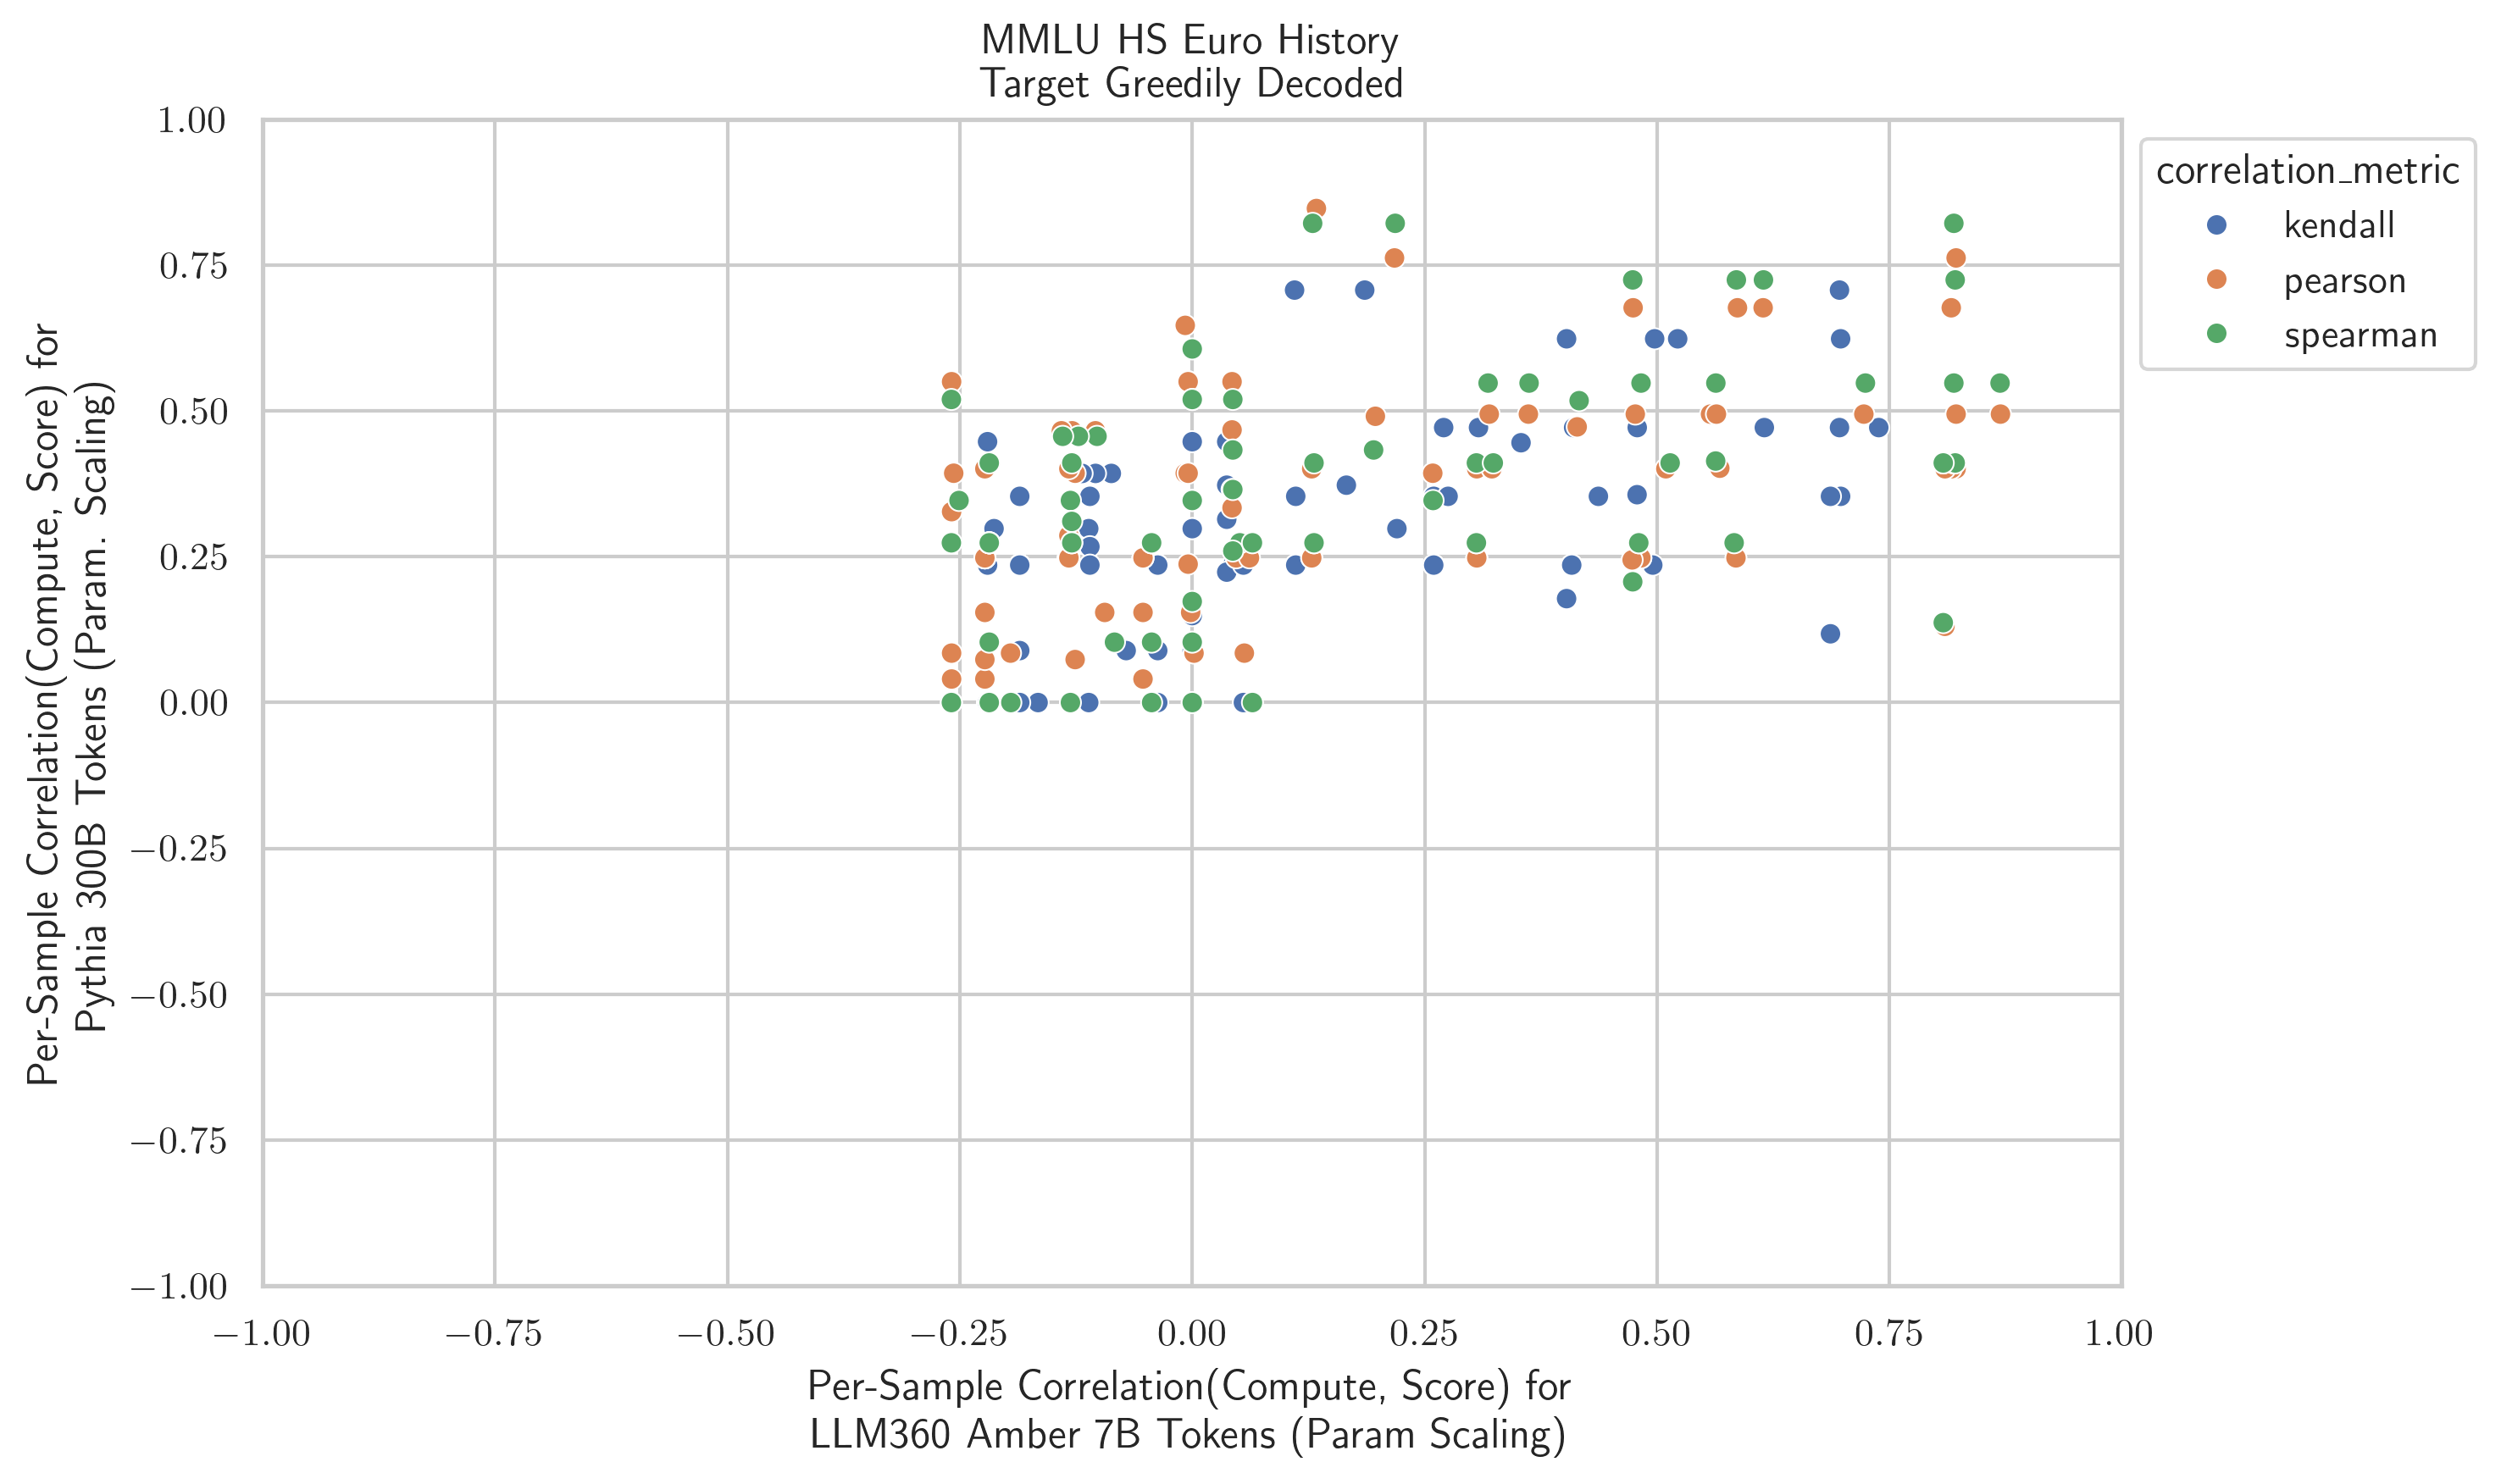 MMLU HS Euro History
Target Greedily Decoded
1.00
0.75
0.50
0.25
0.00
−0.25
−0.50
−0.75
−1.00
Per-Sample Correlation(Compute, Score) for
Pythia 300B Tokens (Param. Scaling)
−1.00 −0.75 −0.50 −0.25 0.00 0.25 0.50 0.75 1.00
Per-Sample Correlation(Compute, Score) for
LLM360 Amber 7B Tokens (Param Scaling)
correlation_metric
kendall
pearson
spearman